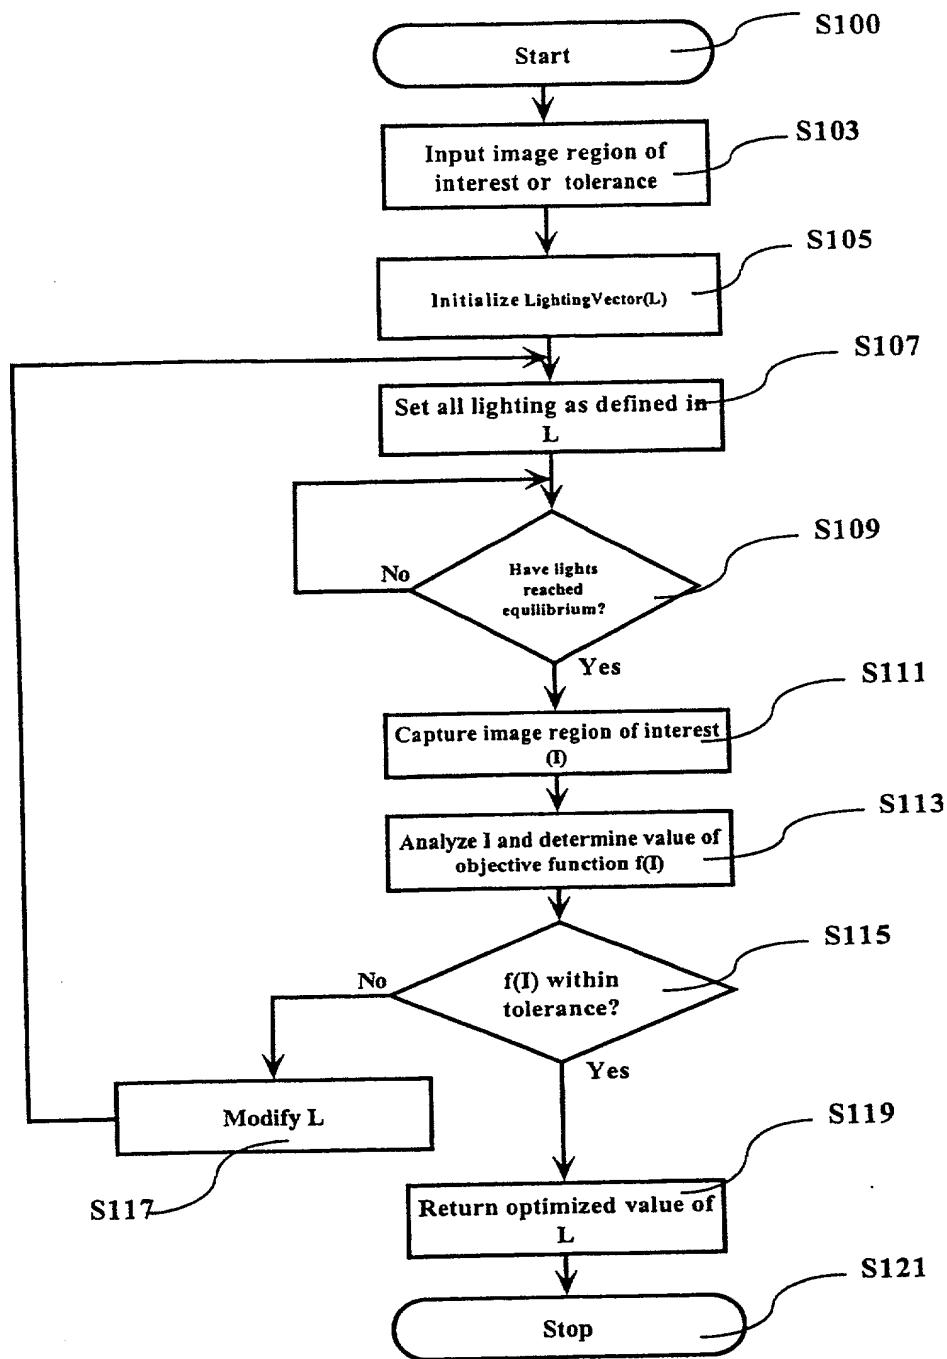 S100
Start
S103
Input image region of
interest or tolerance
S105
Initialize LightingVector(L)
S107
Set all lighting as defined in
L
S109
No
Have lights
reached
equilibrium?
Yes
S111
Capture image region of interest
(I)
S113
Analyze I and determine value of
objective function f(I)
S115
No
f(I) within
tolerance?
Yes
Modify L
S117
S119
Return optimized value of
L
S121
Stop